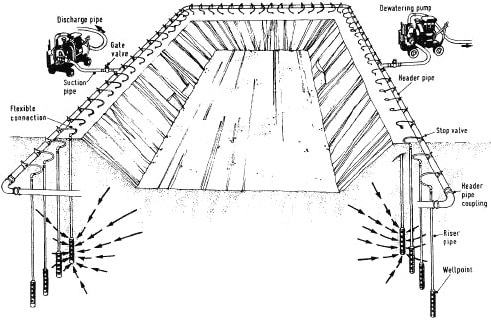 Discharge pipe
Gate valve
Suction
pipe
Flexible
connection
Dewatering pump
Header pipe
Stop valve
Header
pipe
coupling
Riser
pipe
Wellpoint